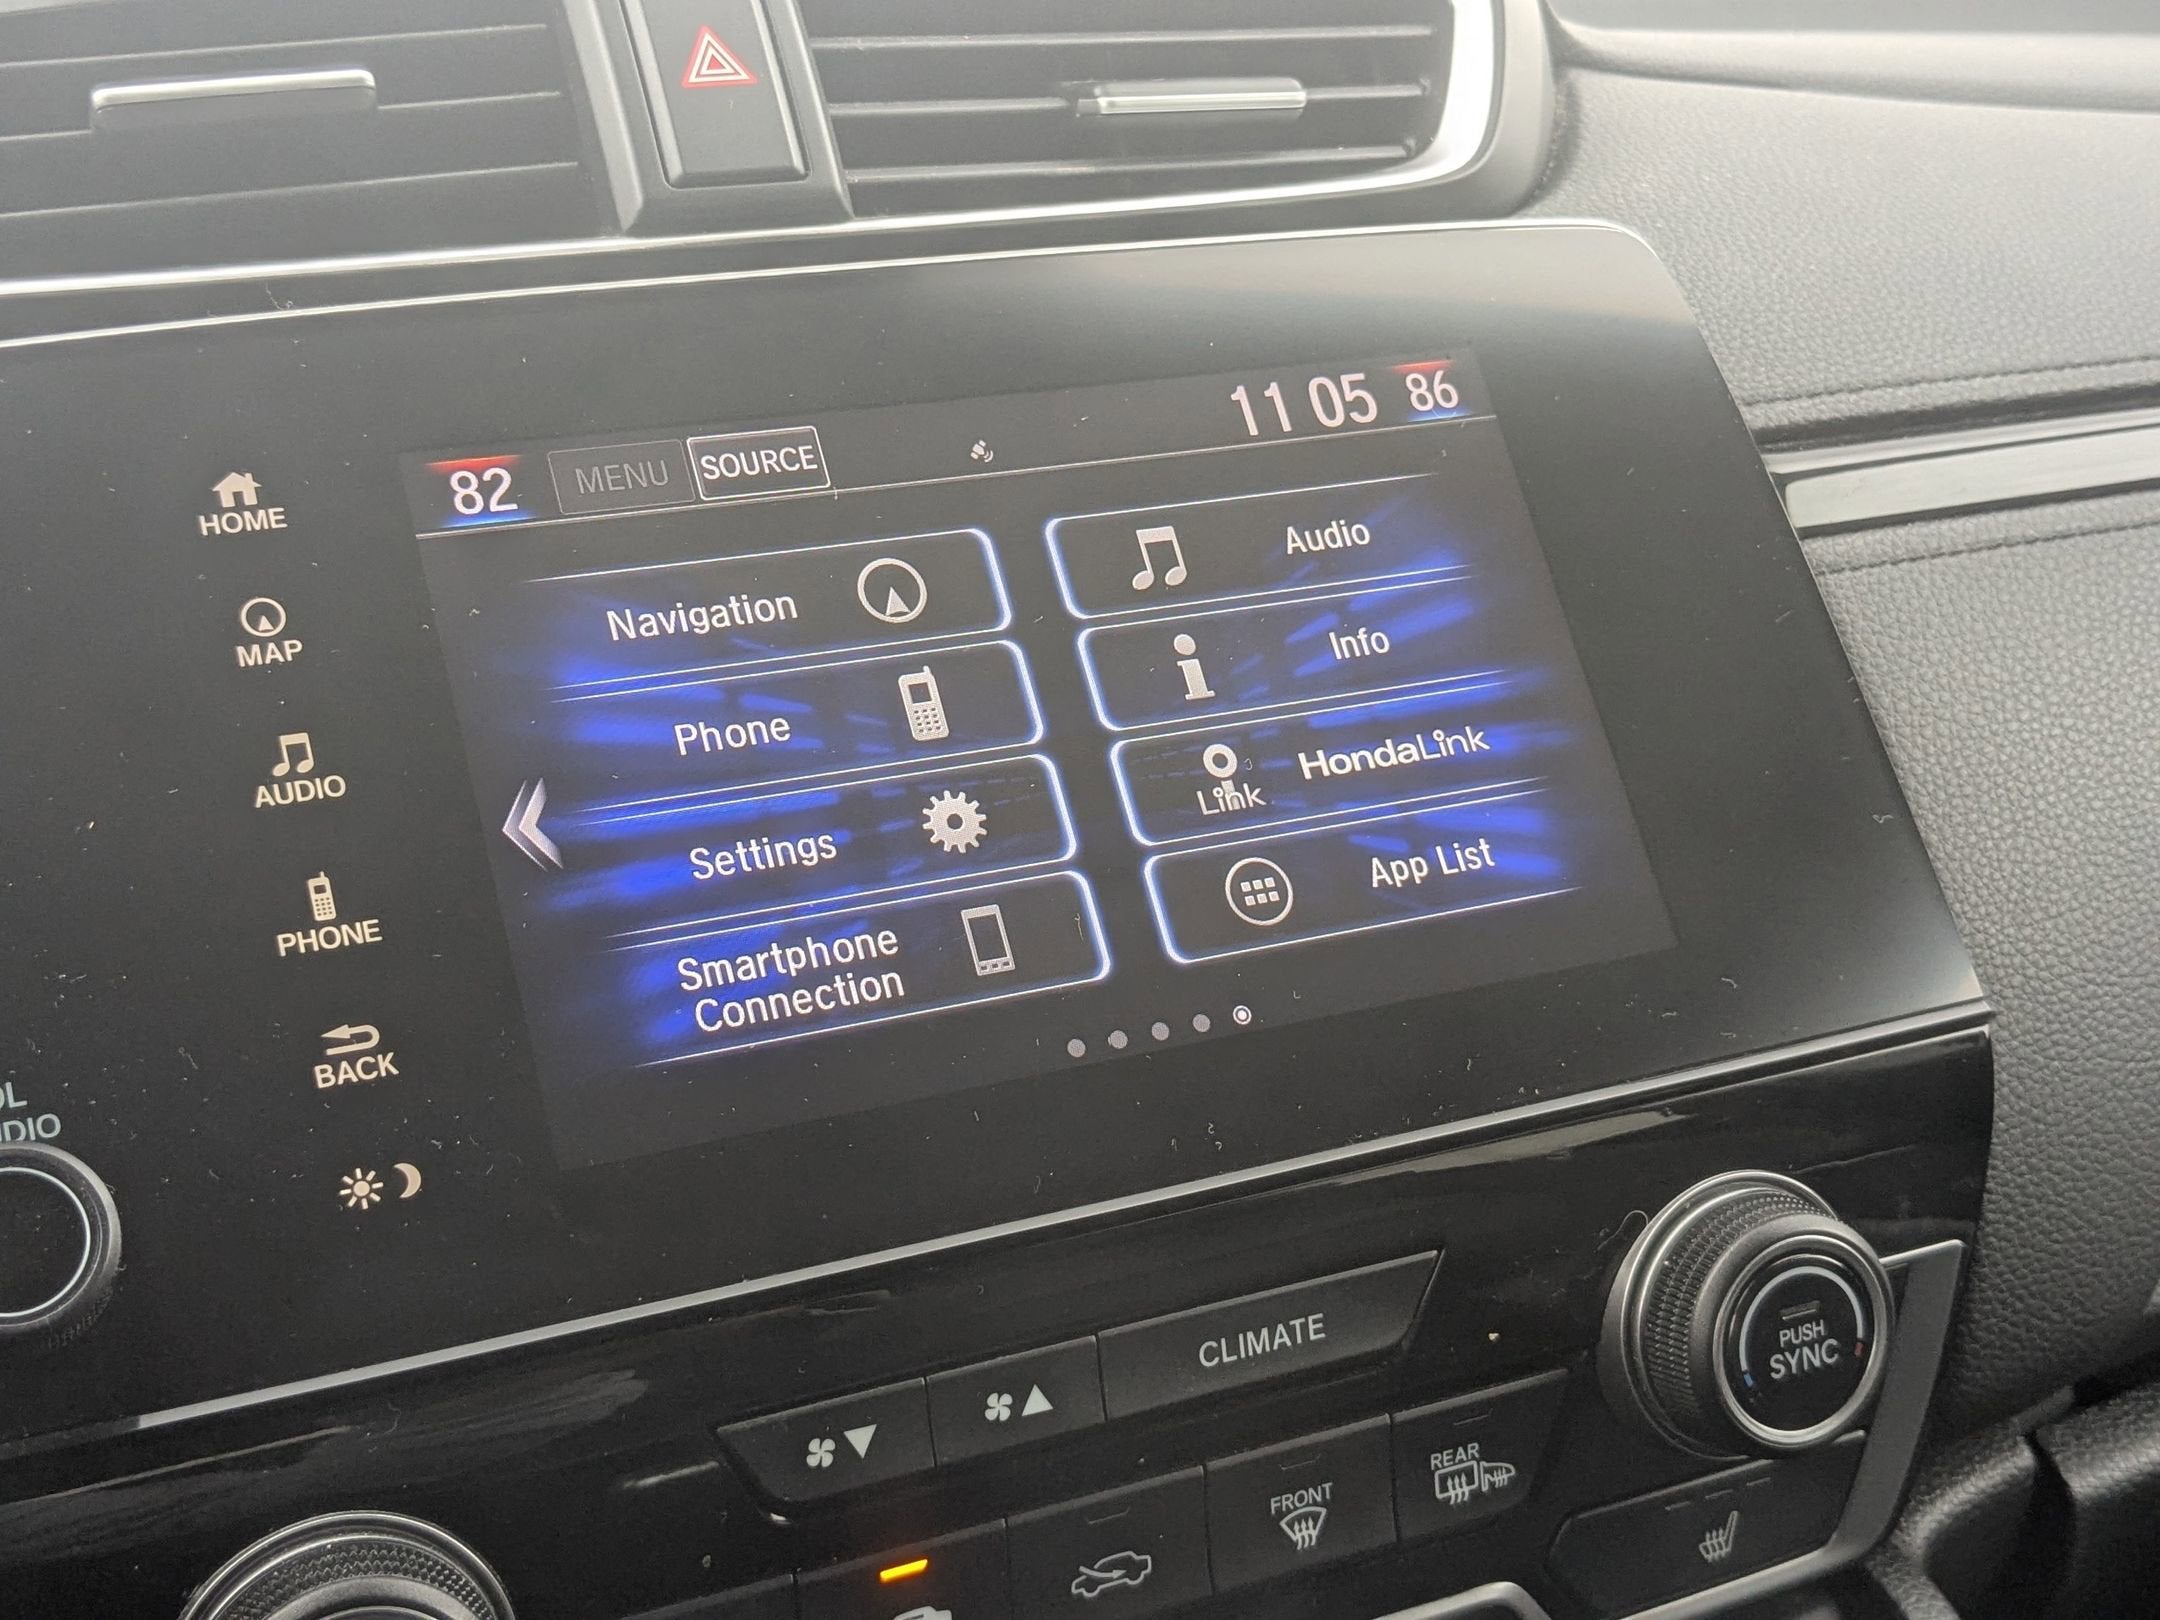 HOME
MAP
AUDIO
PHONE
BACK
82
MENU
SOURCE
11 05
86
Navigation
Phone
Settings
Smartphone
Connection
Audio
Info
Link
HondaLink
App List
CLIMATE
PUSH
SYNC
FRONT
REAR